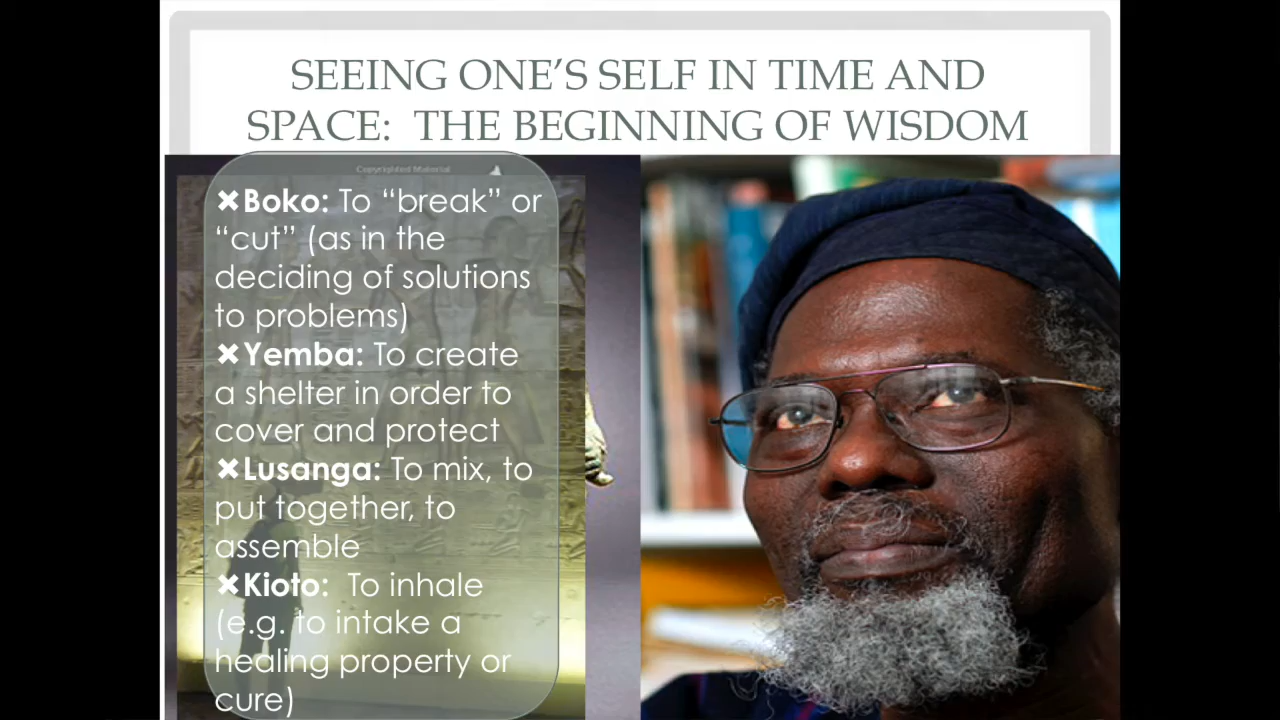 SEEING ONE’S SELF IN TIME AND
SPACE:  THE BEGINNING OF WISDOM
Copyrighted Material
✖Boko: To “break” or
“cut” (as in the
deciding of solutions
to problems)
✖Yemba: To create
a shelter in order to
cover and protect
✖Lusanga: To mix, to
put together, to
assemble
✖Kioto:  To inhale
(e.g. to intake a
healing property or
cure)